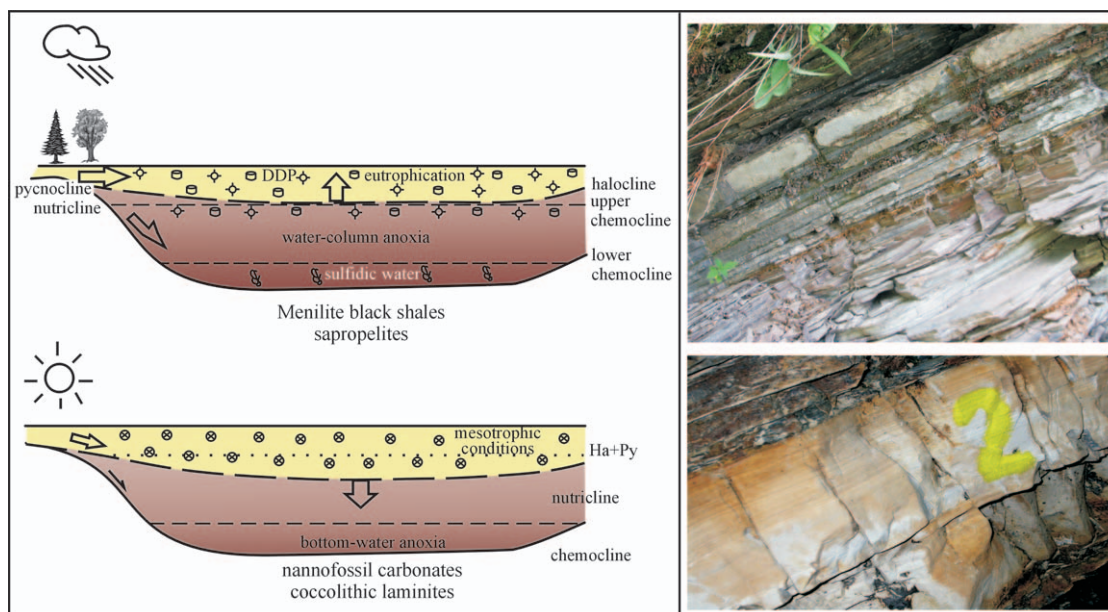 pycnocline
nutricline
DDP
eutrophication
halocline
upper
chemocline
water-column anoxia
lower
chemocline
sulfidic water
Menilite black shales
sapropelites
mesotrophic
conditions
Ha+Py
nutricline
bottom-water anoxia
chemocline
nannofossil carbonates
coccolithic laminites
2